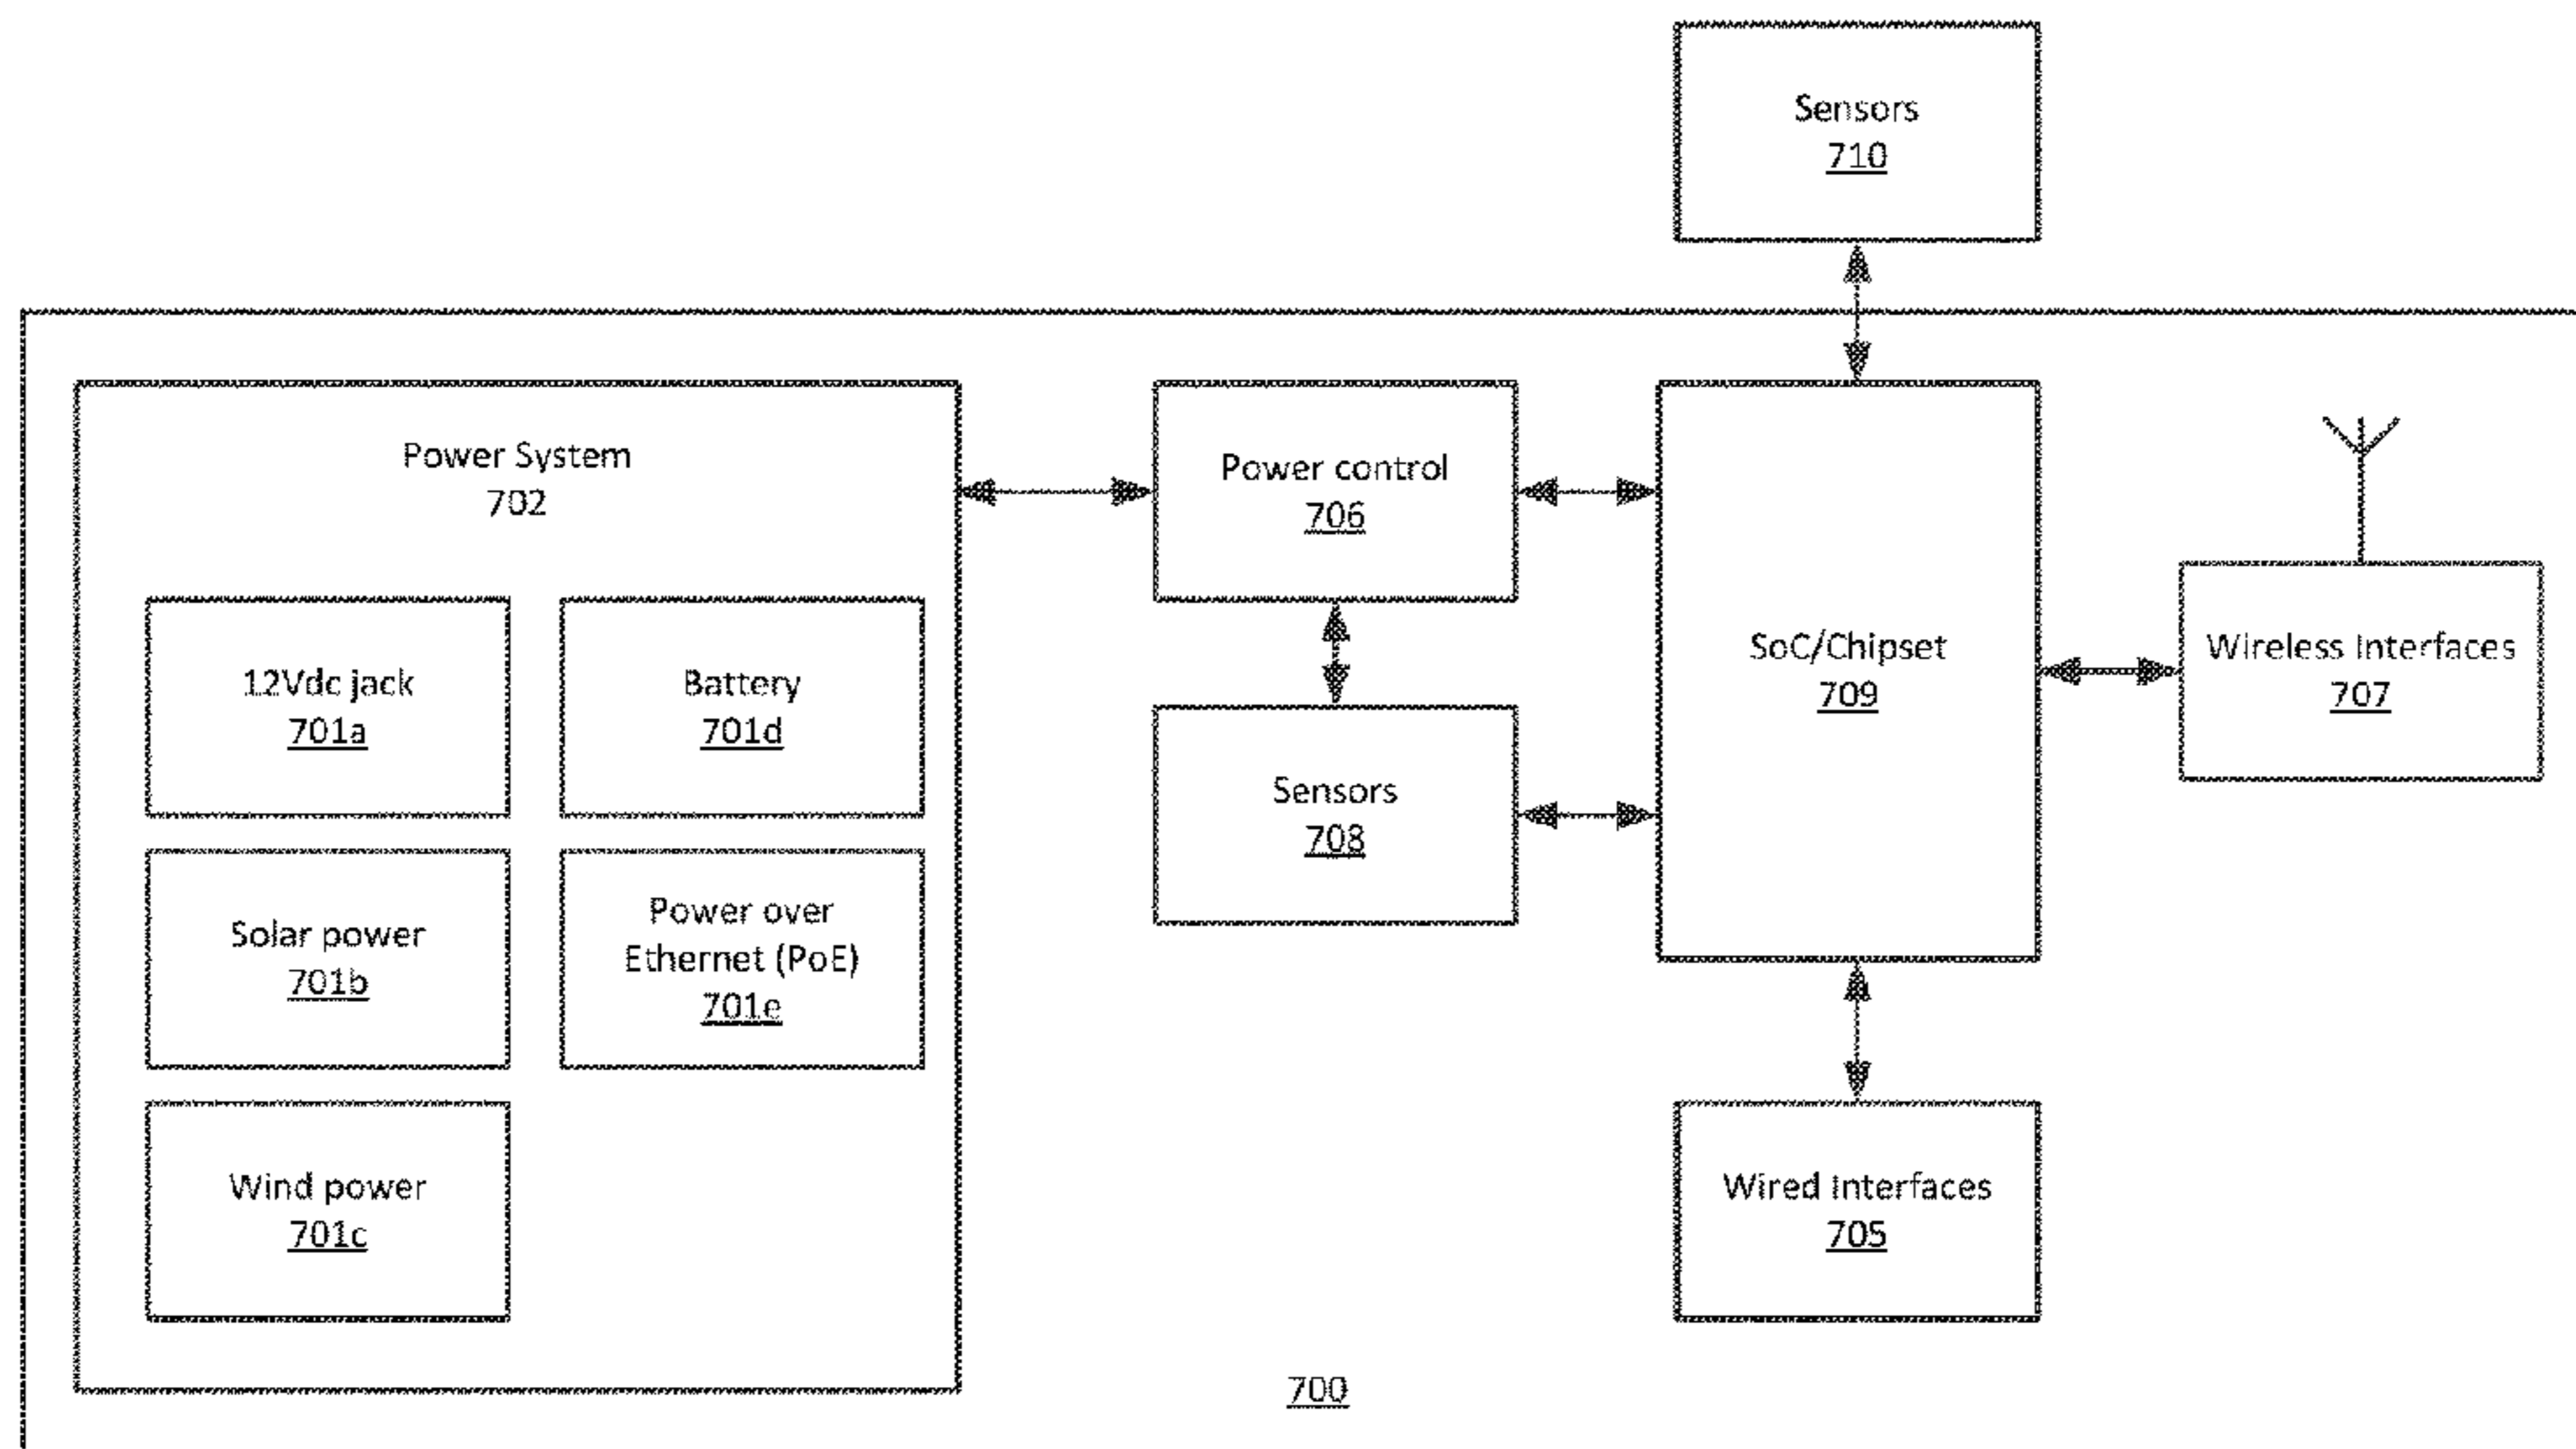 Sensors
710
Power System
702
Power control
706
12Vdc jack
701a
Battery
701d
Solar power
701b
Power over
Ethernet (PoE)
701e
Wind power
701c
Sensors
708
SoC/Chipset
709
Wireless Interfaces
707
Wired Interfaces
705
700